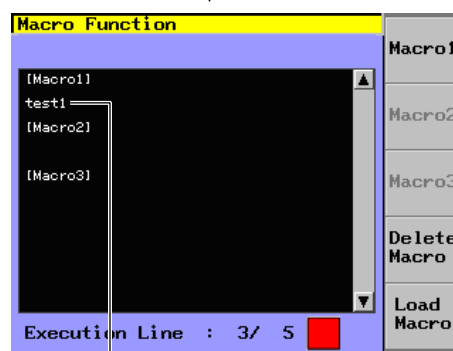 Macro Function
[Macro1]
test1
[Macro2]
[Macro3]
Execution Line : 3/ 5
Macro1
Macro2
Macro3
Delete
Macro
Load
Macro